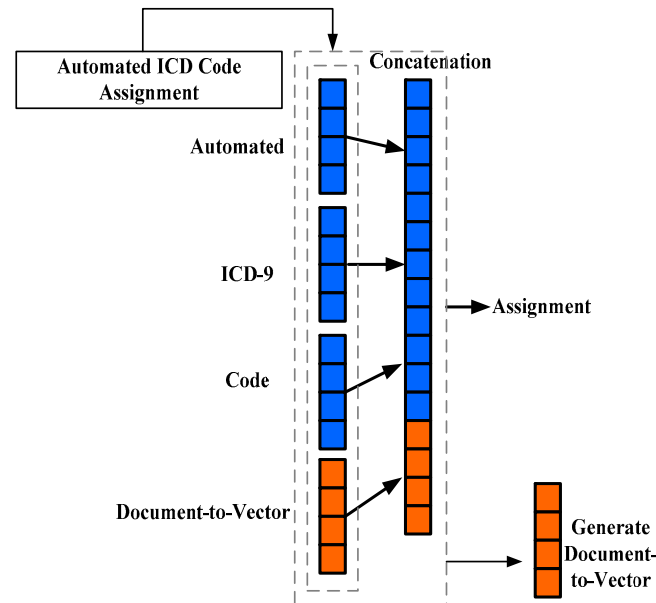 Automated ICD Code
Assignment
Concatenation
Automated
ICD-9
Assignment
Code
Document-to-Vector
Generate
Document-
to-Vector